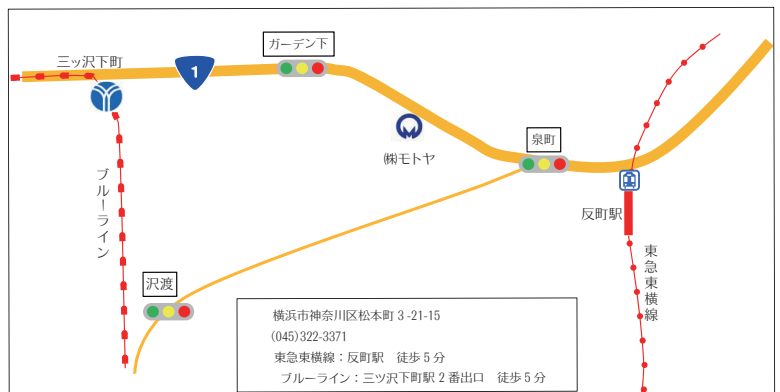 ガーデン下
三ッ沢下町
1
泉町
㈱モトヤ
ブルーライン
反町駅
東急東横線
沢渡
横浜市神奈川区松本町3-21-15
(045)322-3371
東急東横線：反町駅　徒歩5分
ブルーライン：三ツ沢下町駅2番出口　徒歩5分